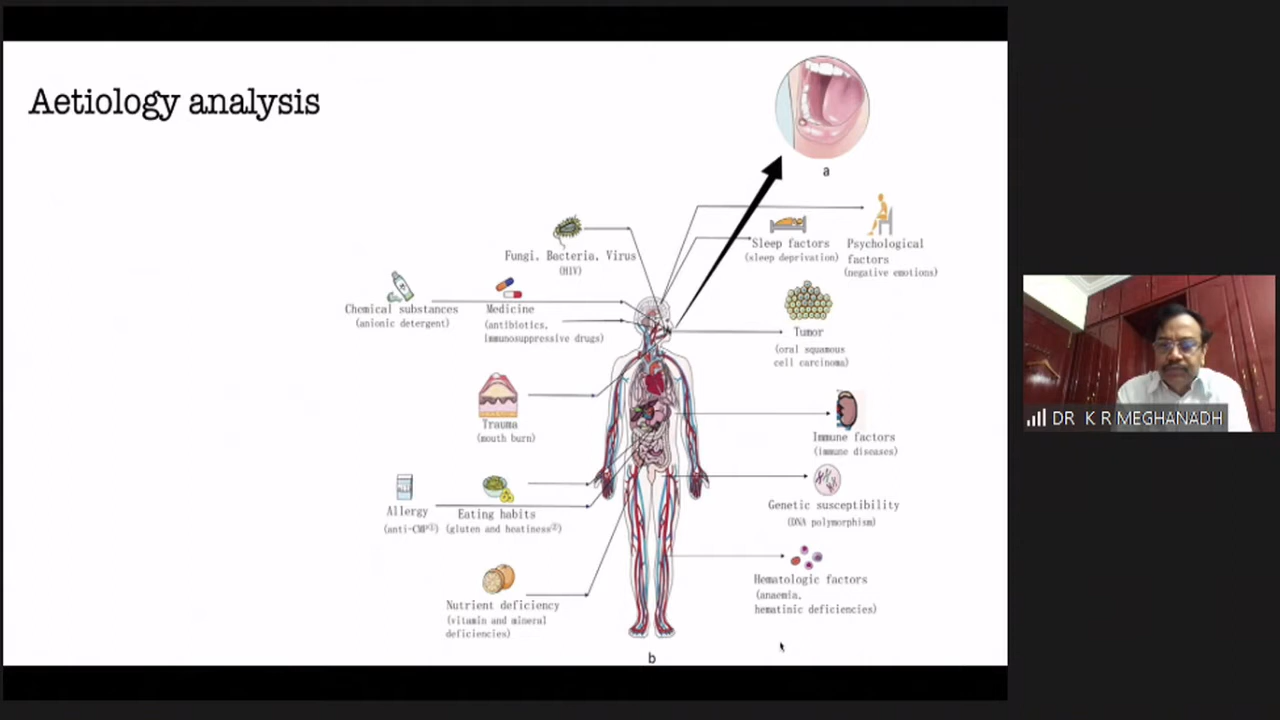 Aetiology analysis
a
Fungi, Bacteria, Virus
(HIV)
Sleep factors
(sleep deprivation)
Psychological
factors
(negative emotions)
Chemical substances
(anionic detergent)
Medicine
(antibiotics,
immunosuppressive drugs)
Tumor
(oral squamous
cell carcinoma)
Trauma
(mouth burn)
Immune factors
(immune diseases)
Allergy
(anti-CMP①)
Eating habits
(gluten and heatiness②)
Genetic susceptibility
(DNA polymorphism)
Nutrient deficiency
(vitamin and mineral
deficiencies)
Hematologic factors
(anaemia,
hematinic deficiencies)
b
DR K R MEGHANADH